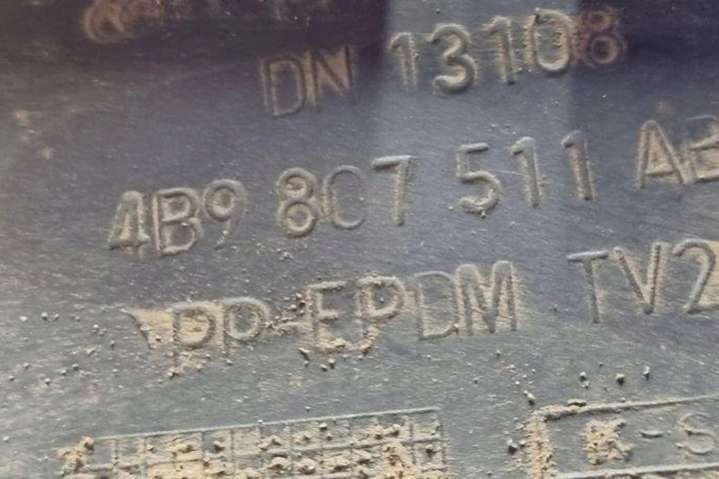 DN 13108
4B9 807 511 AB
PP-EPDM TV2
K-S